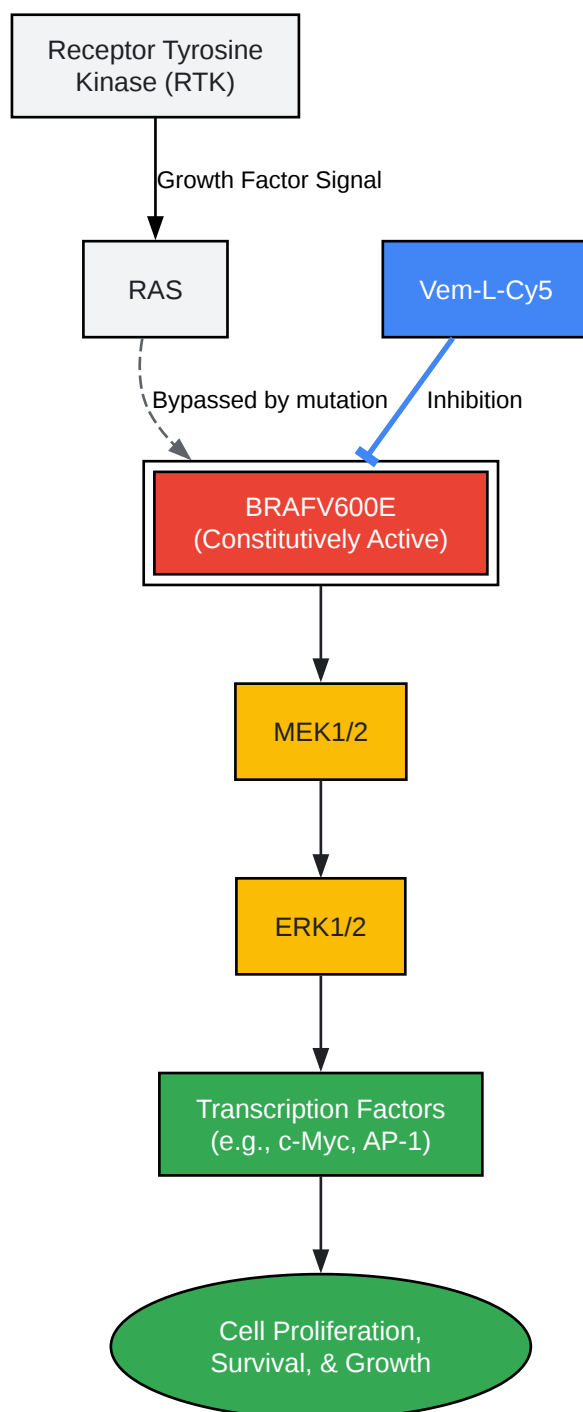 Receptor Tyrosine
Kinase (RTK)
Growth Factor Signal
RAS
Vem-L-Cy5
Bypassed by mutation
Inhibition
BRAFV600E
(Constitutively Active)
MEK1/2
ERK1/2
Transcription Factors
(e.g., c-Myc, AP-1)
Cell Proliferation,
Survival, & Growth